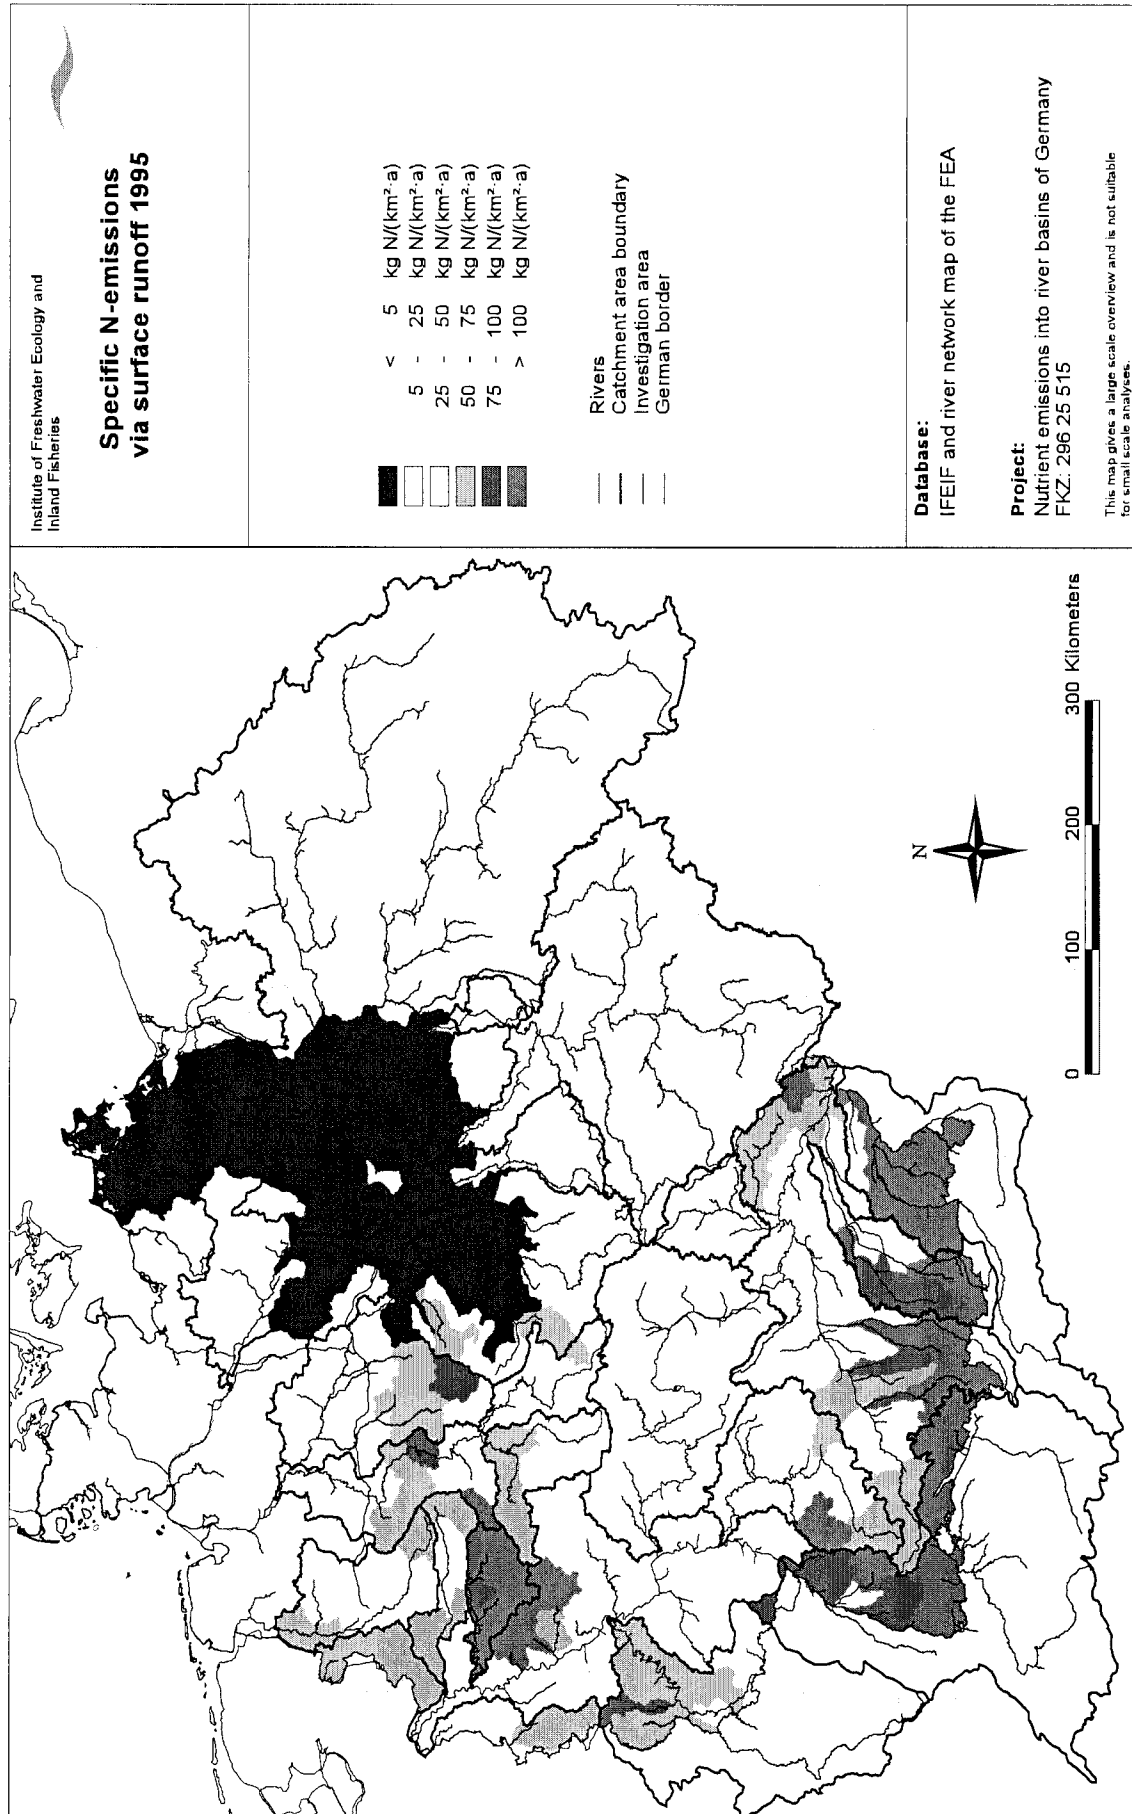 Institute of Freshwater Ecology and
Inland Fisheries
Specific N-emissions
via surface runoff 1995
< 5 kg N/(km²·a)
5 - 25 kg N/(km²·a)
25 - 50 kg N/(km²·a)
50 - 75 kg N/(km²·a)
75 - 100 kg N/(km²·a)
> 100 kg N/(km²·a)
Rivers
Catchment area boundary
Investigation area
German border
Database:
IFEIF and river network map of the FEA
Project:
Nutrient emissions into river basins of Germany
FKZ: 296 25 515
This map gives a large scale overview and is not suitable
for small scale analyses.
N
0 100 200 300 Kilometers